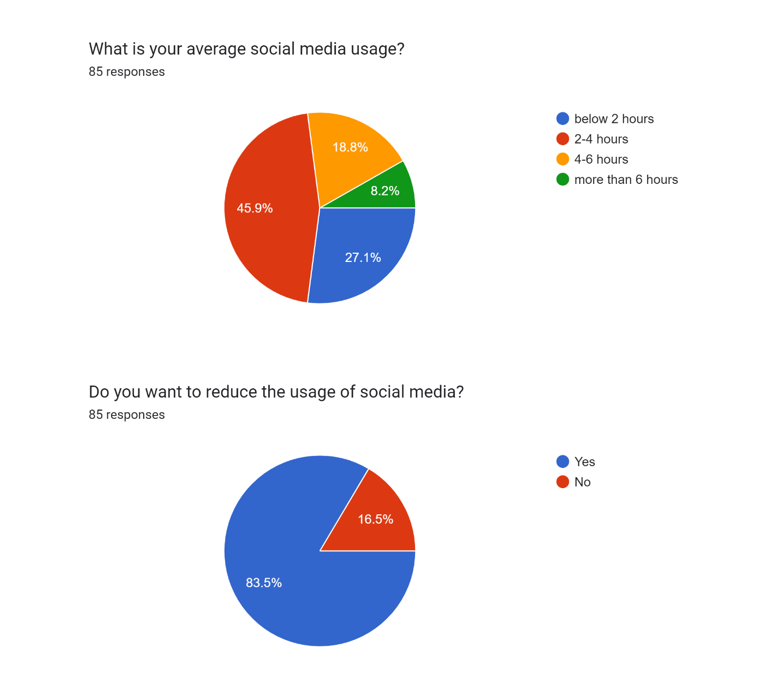 What is your average social media usage?
85 responses
below 2 hours
2-4 hours
4-6 hours
more than 6 hours
18.8%
8.2%
45.9%
27.1%
Do you want to reduce the usage of social media?
85 responses
Yes
No
16.5%
83.5%